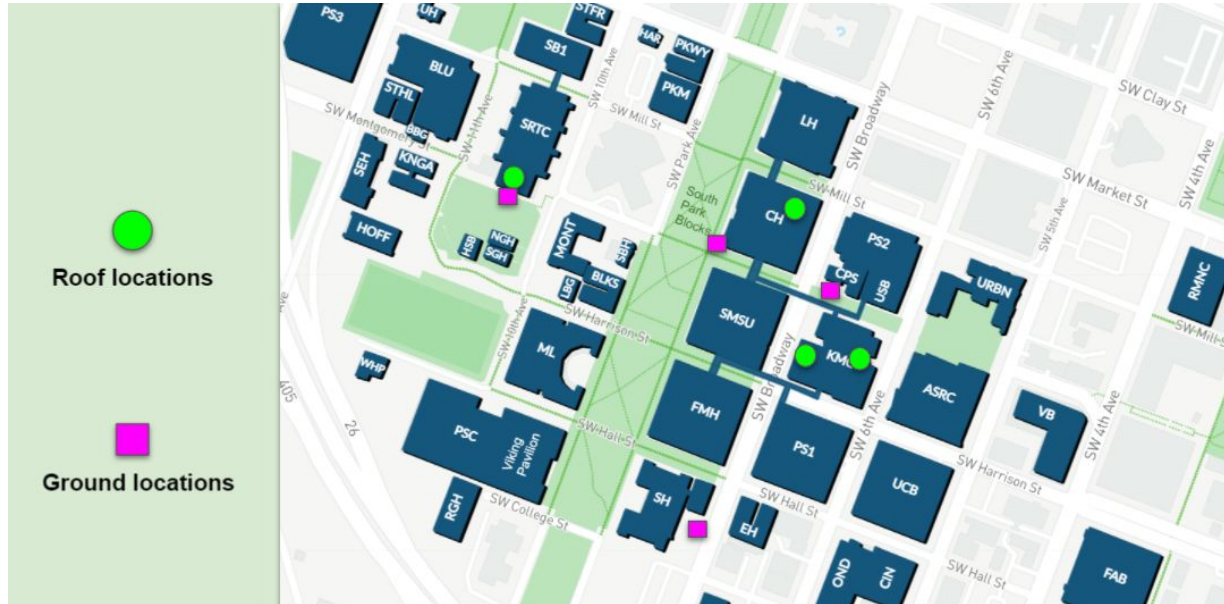 Roof locations
Ground locations
PS3
UH
STFR
SB1
HAR
PKWY
PKM
BLU
STHL
BBG
SW Montgomery St
SW 11th Ave
SW 10th Ave
SRTC
SW Mill St
SW Park Ave
LH
SW Broadway
SW 6th Ave
SW Clay St
SW Market St
SW 4th Ave
SEH
KNGA
HOFF
HSB
NGH
SGH
MONT
SBH
LBG
BLKS
South
Park
Blocks
CH
SW Mill St
PS2
CPS
USB
SW 5th Ave
URBN
RMNC
SW Mill S
SMSU
SW Harrison St
SW 10th Ave
ML
WHP
Ave
405
26
KMC
SW Broadway
SW 6th Ave
ASRC
VB
SW 4th Ave
FMH
SW Hall St
PSC
Viking
Pavilion
PS1
SW Harrison St
UCB
RGH
SW College St
SH
EH
SW Hall St
OND
CIN
SW Hall St
FAB